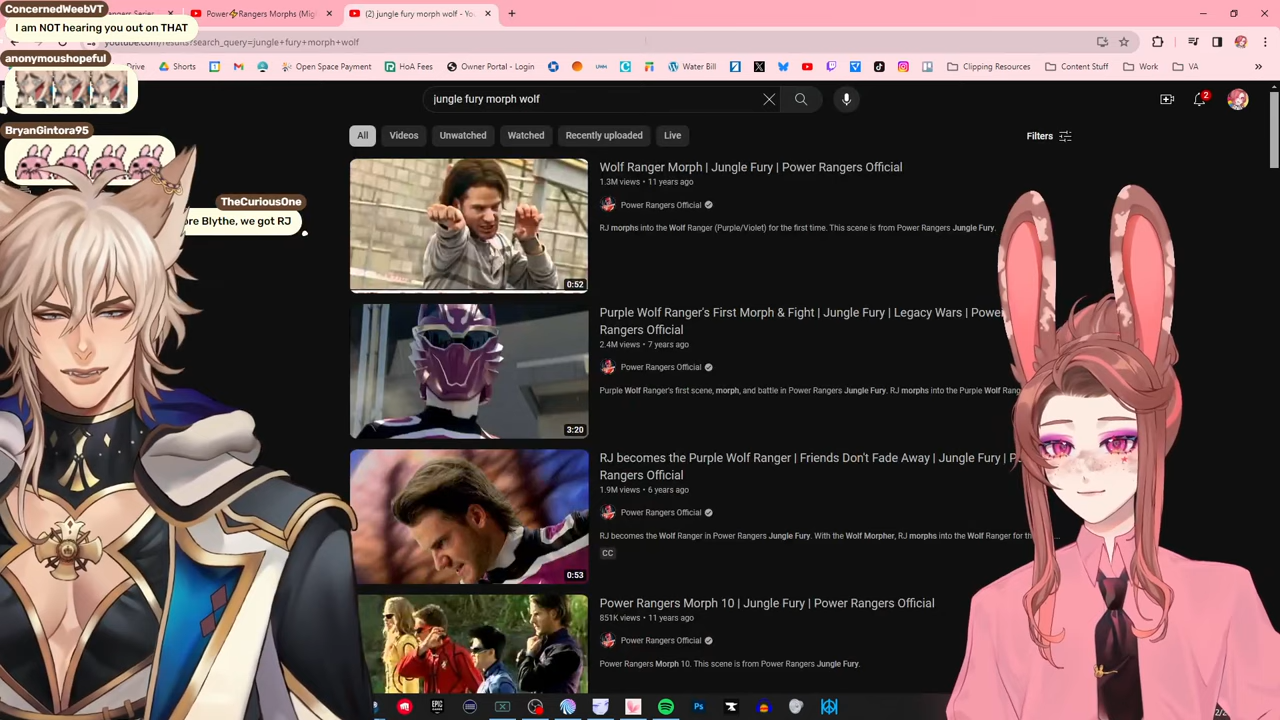 angers Series
Power⚡Rangers Morphs (Mig
(2) jungle fury morph wolf - Yo
ConcernedWeebVT
I am NOT hearing you out on THAT
youtube.com/results?search_query=jungle+fury+morph+wolf
anonymoushopeful
Drive
Shorts
Open Space Payment
HoA Fees
Owner Portal - Login
Water Bill
Clipping Resources
Content Stuff
Work
VA
jungle fury morph wolf
2
BryanGintora95
All
Videos
Unwatched
Watched
Recently uploaded
Live
Filters
TheCuriousOne
re Blythe, we got RJ
Wolf Ranger Morph | Jungle Fury | Power Rangers Official
1.3M views • 11 years ago
Power Rangers Official
RJ morphs into the Wolf Ranger (Purple/Violet) for the first time. This scene is from Power Rangers Jungle Fury.
0:52
Purple Wolf Ranger's First Morph & Fight | Jungle Fury | Legacy Wars | Powe
Rangers Official
2.4M views • 7 years ago
Power Rangers Official
Purple Wolf Ranger's first scene, morph, and battle in Power Rangers Jungle Fury. RJ morphs into the Purple Wolf Rang
3:20
RJ becomes the Purple Wolf Ranger | Friends Don't Fade Away | Jungle Fury | P
Rangers Official
1.9M views • 6 years ago
Power Rangers Official
RJ becomes the Wolf Ranger in Power Rangers Jungle Fury. With the Wolf Morpher, RJ morphs into the Wolf Ranger for th ...
CC
0:53
Power Rangers Morph 10 | Jungle Fury | Power Rangers Official
851K views • 11 years ago
Power Rangers Official
Power Rangers Morph 10. This scene is from Power Rangers Jungle Fury.
EPIC
Ps